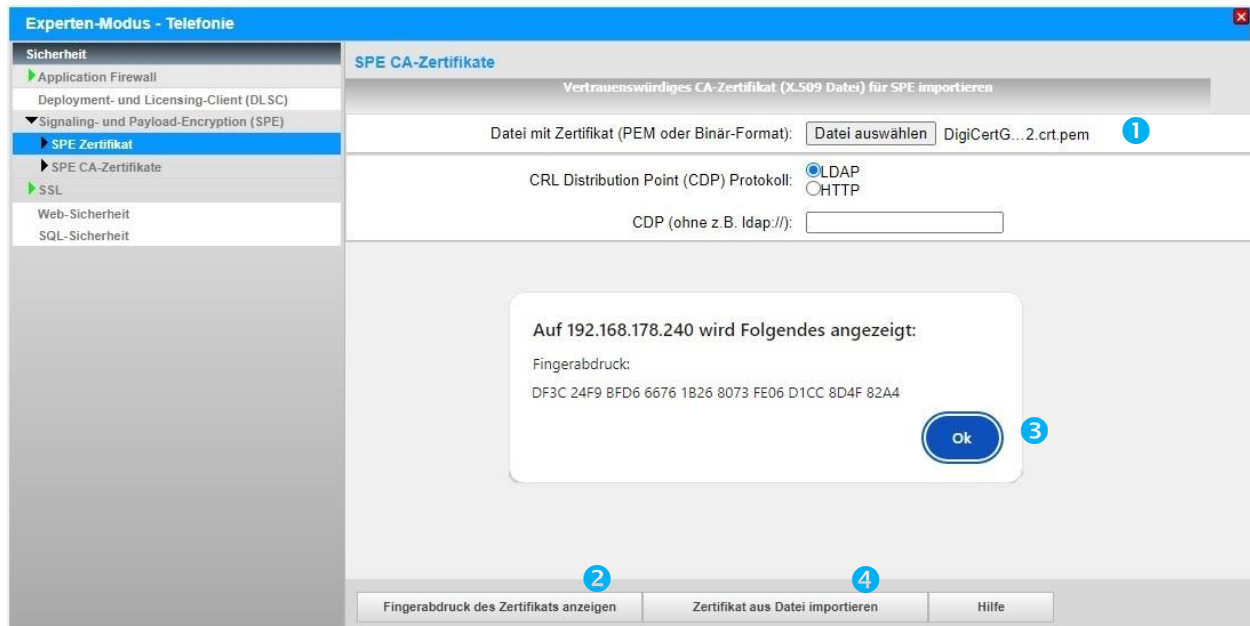 Experten-Modus - Telefonie
Sicherheit
Application Firewall
Deployment- und Licensing-Client (DLSC)
Signaling- und Payload-Encryption (SPE)
SPE Zertifikat
SPE CA-Zertifikate
SSL
Web-Sicherheit
SQL-Sicherheit
SPE CA-Zertifikate
Vertrauenswürdiges CA-Zertifikat (X.509 Datei) für SPE importieren
Datei mit Zertifikat (PEM oder Binär-Format): Datei auswählen DigiCertG...2.crt.pem 1
CRL Distribution Point (CDP) Protokoll: LDAP
HTTP
CDP (ohne z.B. ldap://):
Auf 192.168.178.240 wird Folgendes angezeigt:
Fingerabdruck:
DF3C 24F9 BFD6 6676 1B26 8073 FE06 D1CC 8D4F 82A4
Ok 3
2 4
Fingerabdruck des Zertifikats anzeigen Zertifikat aus Datei importieren Hilfe